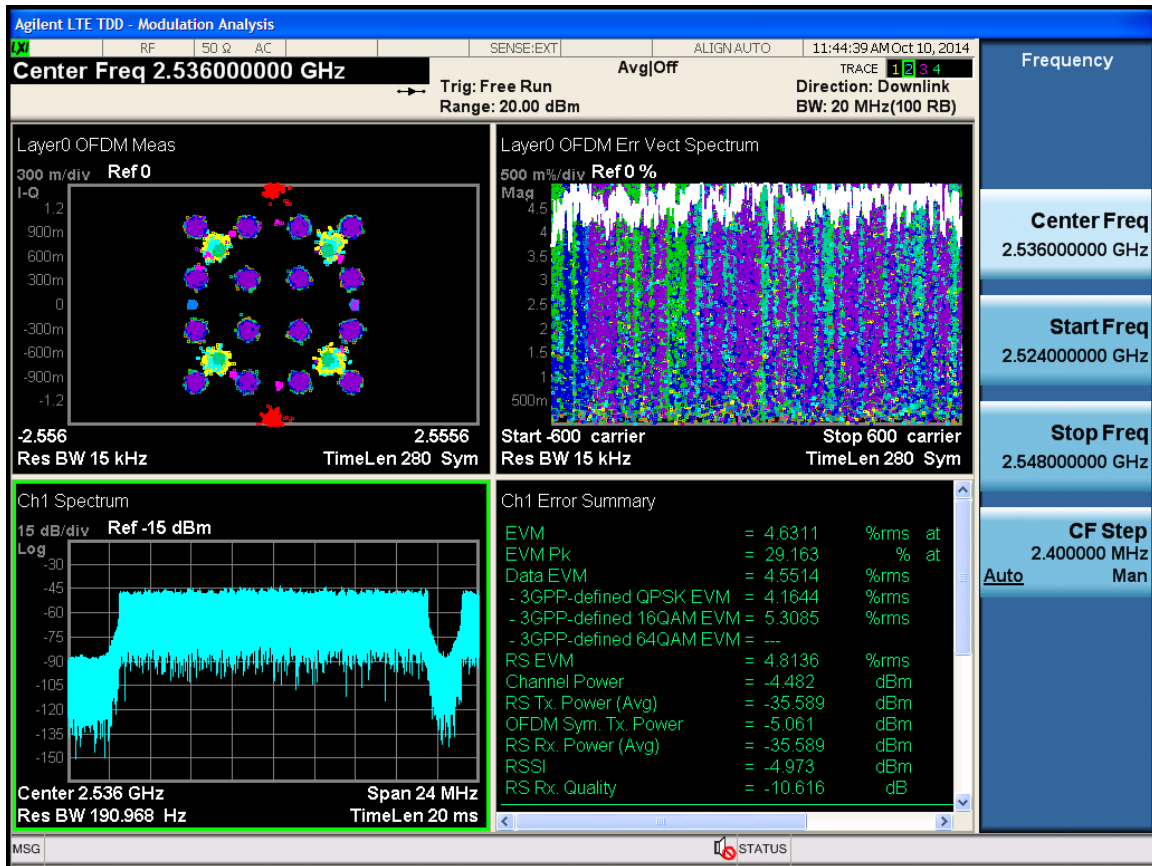 Agilent LTE TDD - Modulation Analysis
LXI RF 50 Ω AC SENSE:EXT ALIGN AUTO 11:44:39 AM Oct 10, 2014
Center Freq 2.536000000 GHz
Avg|Off
TRACE 1 2 3 4
Trig: Free Run
Direction: Downlink
Range: 20.00 dBm
BW: 20 MHz(100 RB)
Layer0 OFDM Meas
300 m/div Ref 0
I-Q
1.2
900m
600m
300m
0
-300m
-600m
-900m
-1.2
-2.556 2.5556
Res BW 15 kHz TimeLen 280 Sym
Layer0 OFDM Err Vect Spectrum
500 m%/div Ref 0 %
Mag
4.5
4
3.5
3
2.5
2
1.5
1
500m
Start -600 carrier Stop 600 carrier
Res BW 15 kHz TimeLen 280 Sym
Ch1 Spectrum
15 dB/div Ref -15 dBm
Log
-30
-45
-60
-75
-90
-105
-120
-135
-150
Center 2.536 GHz Span 24 MHz
Res BW 190.968 Hz TimeLen 20 ms
Ch1 Error Summary
EVM = 4.6311 %rms at
EVM Pk = 29.163 % at
Data EVM = 4.5514 %rms
- 3GPP-defined QPSK EVM = 4.1644 %rms
- 3GPP-defined 16QAM EVM = 5.3085 %rms
- 3GPP-defined 64QAM EVM = ---
RS EVM = 4.8136 %rms
Channel Power = -4.482 dBm
RS Tx. Power (Avg) = -35.589 dBm
OFDM Sym. Tx. Power = -5.061 dBm
RS Rx. Power (Avg) = -35.589 dBm
RSSI = -4.973 dBm
RS Rx. Quality = -10.616 dB
MSG STATUS
Frequency
Center Freq
2.536000000 GHz
Start Freq
2.524000000 GHz
Stop Freq
2.548000000 GHz
CF Step
2.400000 MHz
Auto Man